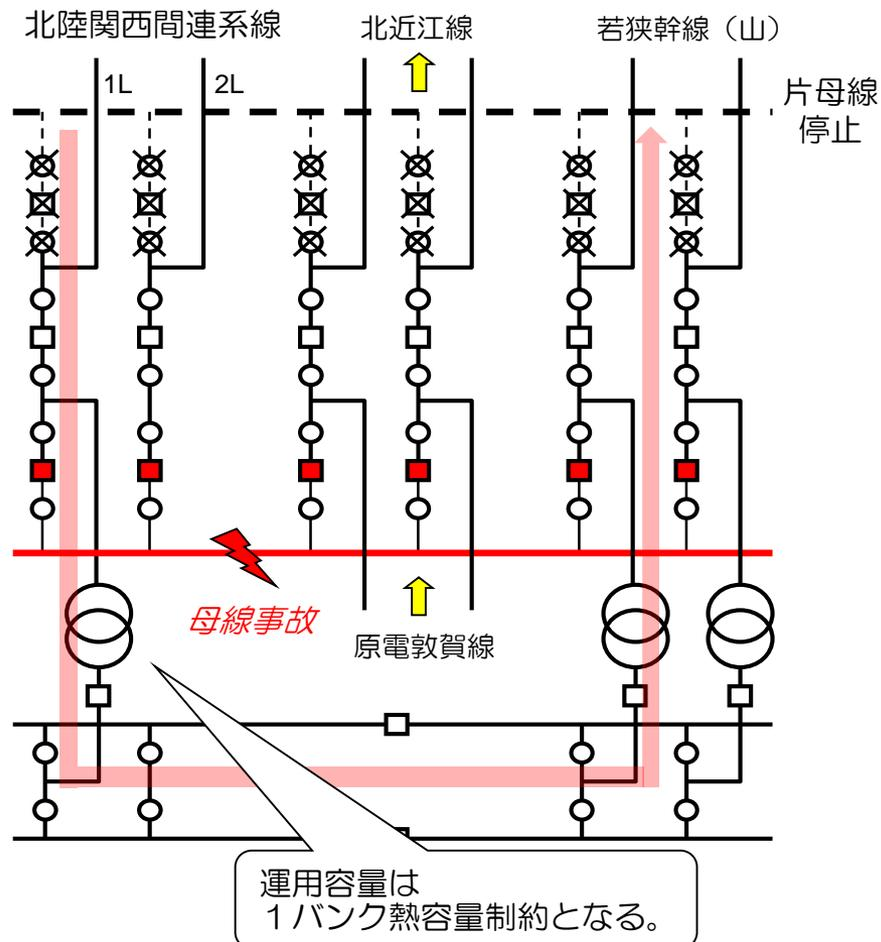 北陸関西間連系線
北近江線
若狭幹線（山）
1L
2L
片母線
停止
母線事故
原電敦賀線
運用容量は
１バンク熱容量制約となる。